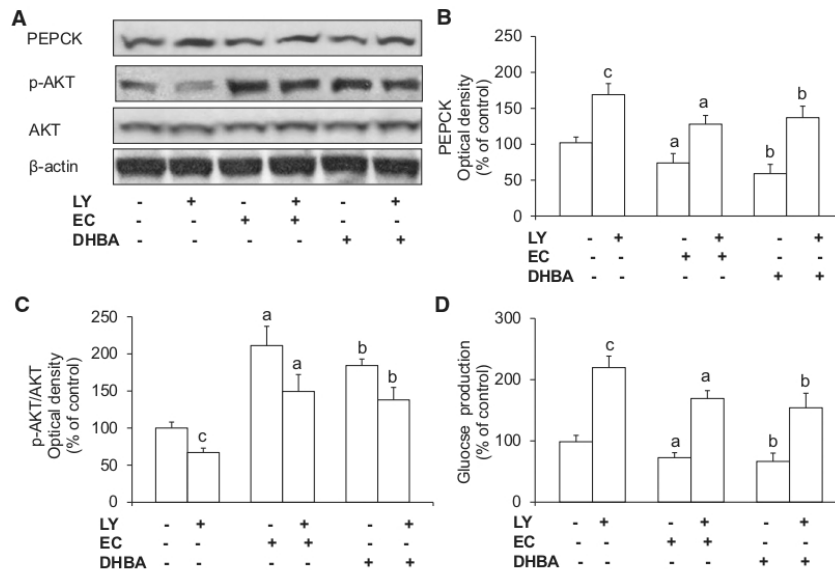 A
PEPCK
p-AKT
AKT
β-actin
LY - + - + - +
EC - - + + - -
DHBA - - - - + +
B
PEPCK
Optical density
(% of control)
200
150
100
50
0
c
a
a
b
b
LY - + - + - +
EC - - + + - -
DHBA - - - - + +
C
p-AKT/AKT
Optical density
(% of control)
250
200
150
100
50
0
c
a
a
b
b
LY - + - + - +
EC - - + + - -
DHBA - - - - + +
D
Gluocse production
(% of control)
300
200
100
0
c
a
a
b
b
LY - + - + - +
EC - - + + - -
DHBA - - - - + +